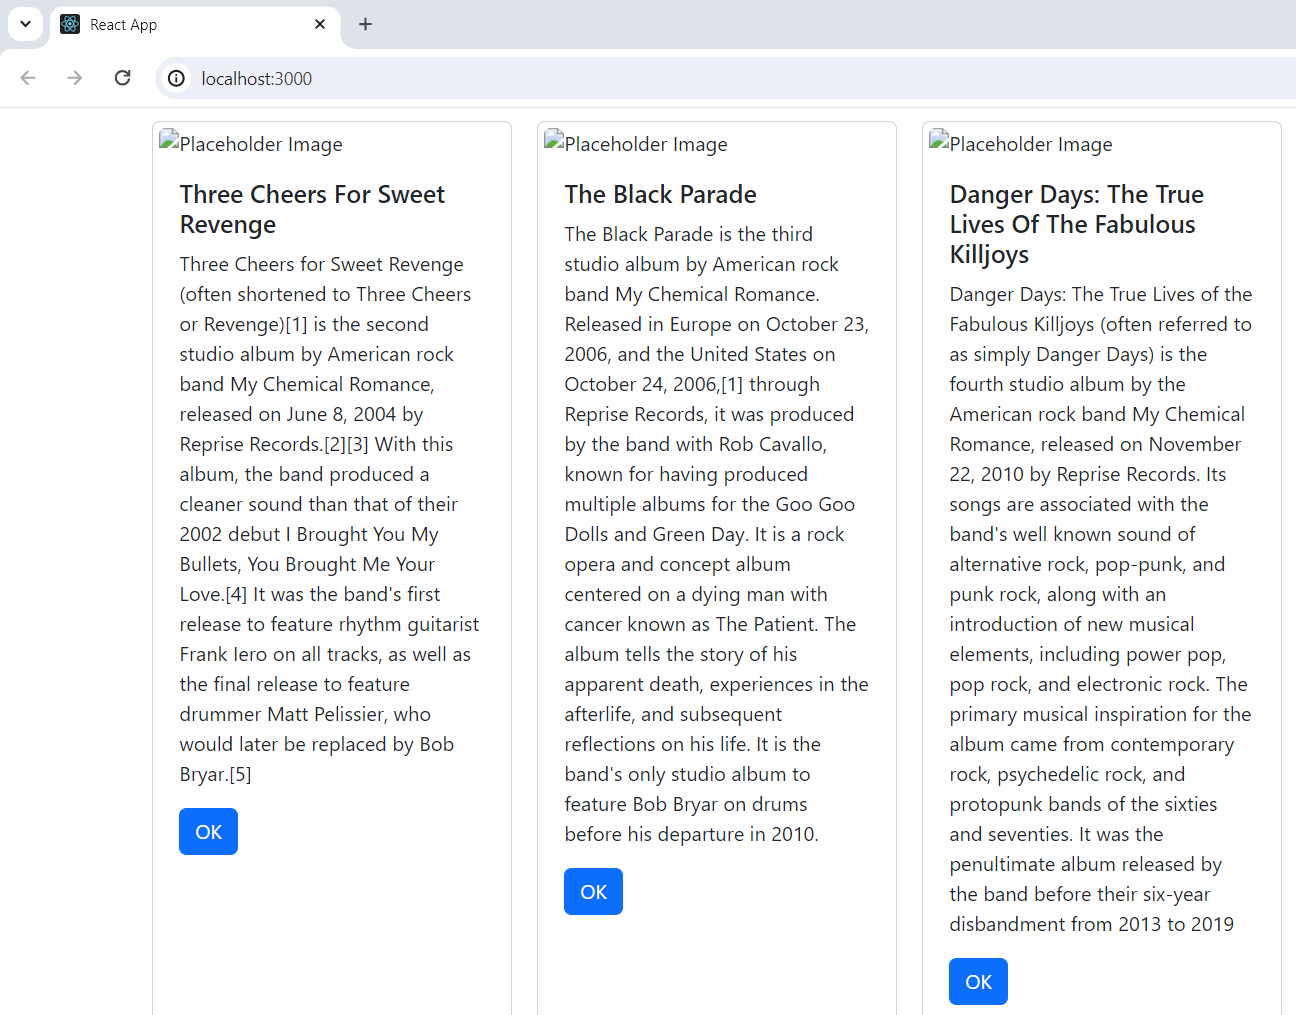 React App
localhost:3000
Placeholder Image
Three Cheers For Sweet
Revenge
Three Cheers for Sweet Revenge
(often shortened to Three Cheers
or Revenge)[1] is the second
studio album by American rock
band My Chemical Romance,
released on June 8, 2004 by
Reprise Records.[2][3] With this
album, the band produced a
cleaner sound than that of their
2002 debut I Brought You My
Bullets, You Brought Me Your
Love.[4] It was the band's first
release to feature rhythm guitarist
Frank Iero on all tracks, as well as
the final release to feature
drummer Matt Pelissier, who
would later be replaced by Bob
Bryar.[5]
OK
Placeholder Image
The Black Parade
The Black Parade is the third
studio album by American rock
band My Chemical Romance.
Released in Europe on October 23,
2006, and the United States on
October 24, 2006,[1] through
Reprise Records, it was produced
by the band with Rob Cavallo,
known for having produced
multiple albums for the Goo Goo
Dolls and Green Day. It is a rock
opera and concept album
centered on a dying man with
cancer known as The Patient. The
album tells the story of his
apparent death, experiences in the
afterlife, and subsequent
reflections on his life. It is the
band's only studio album to
feature Bob Bryar on drums
before his departure in 2010.
OK
Placeholder Image
Danger Days: The True
Lives Of The Fabulous
Killjoys
Danger Days: The True Lives of the
Fabulous Killjoys (often referred to
as simply Danger Days) is the
fourth studio album by the
American rock band My Chemical
Romance, released on November
22, 2010 by Reprise Records. Its
songs are associated with the
band's well known sound of
alternative rock, pop-punk, and
punk rock, along with an
introduction of new musical
elements, including power pop,
pop rock, and electronic rock. The
primary musical inspiration for the
album came from contemporary
rock, psychedelic rock, and
protopunk bands of the sixties
and seventies. It was the
penultimate album released by
the band before their six-year
disbandment from 2013 to 2019
OK